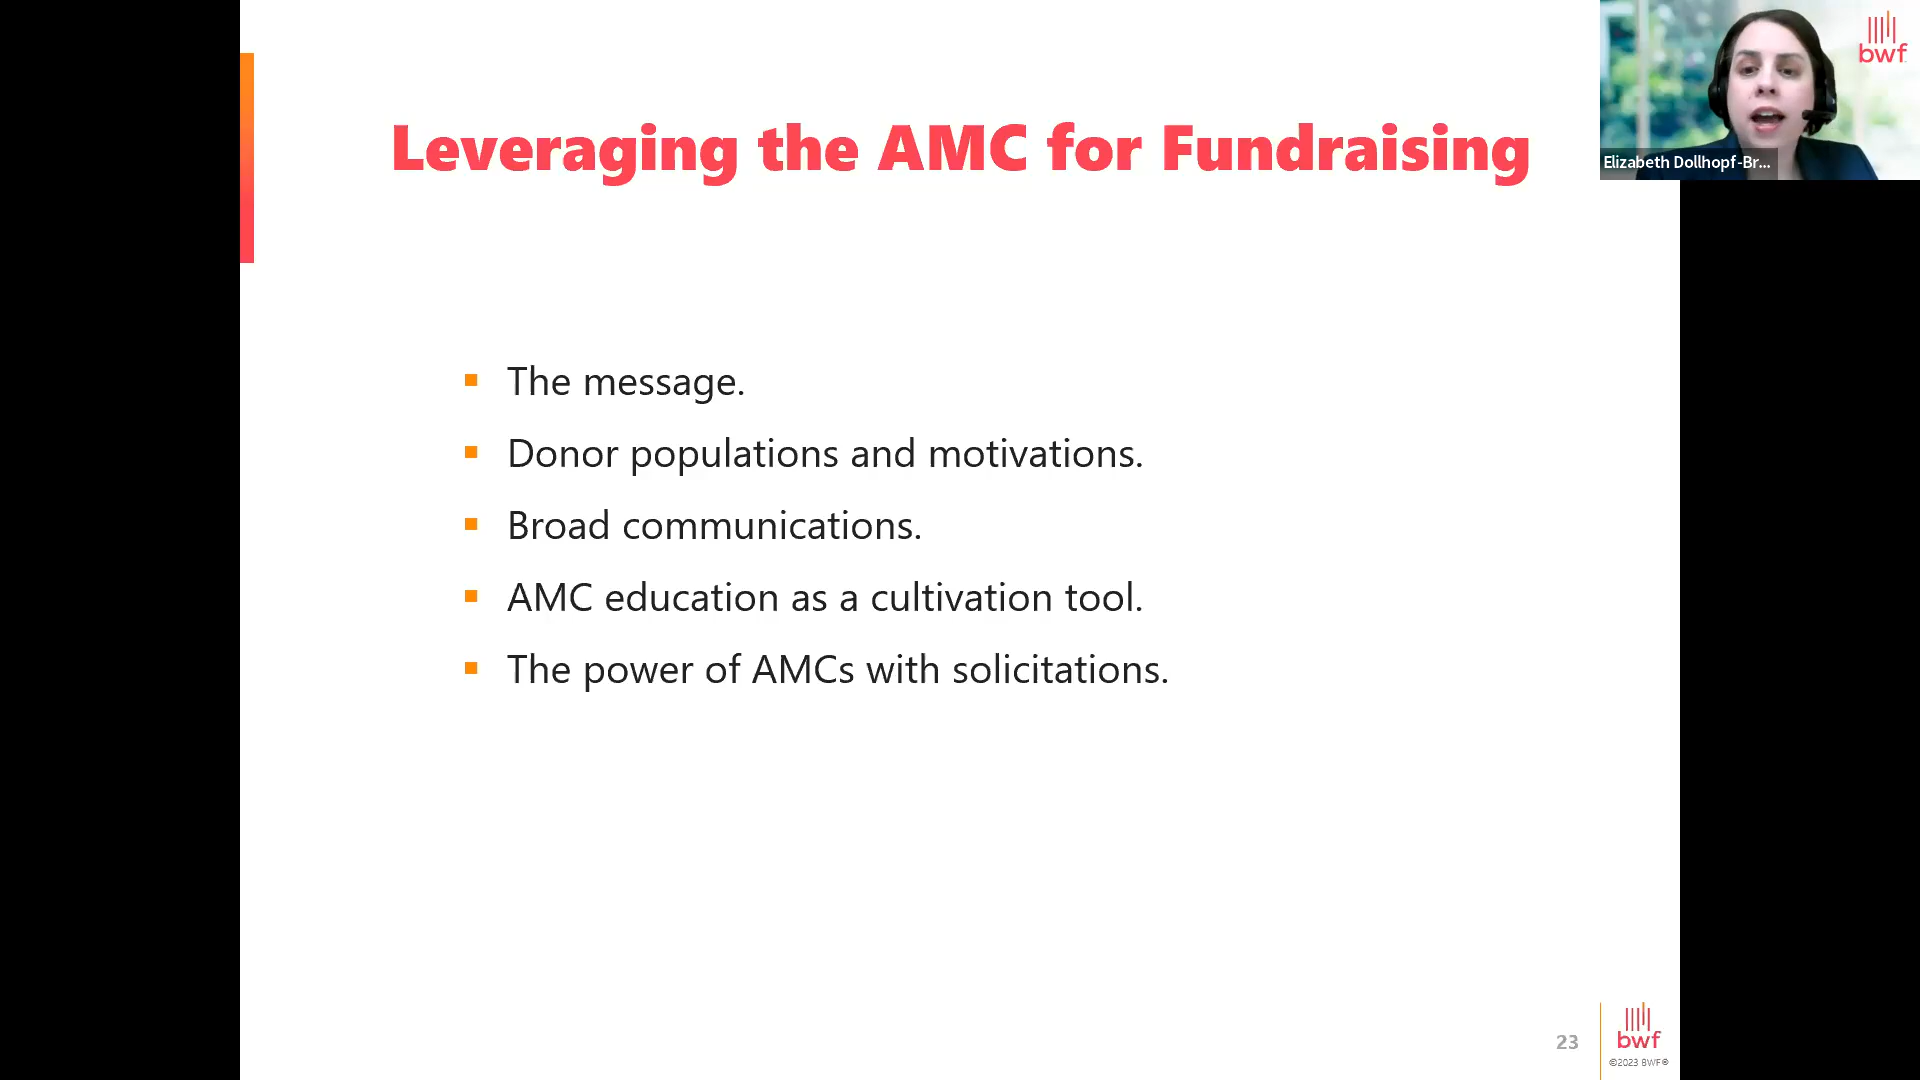 bwf
Elizabeth Dollhopf-Br...
Leveraging the AMC for Fundraising
The message.
Donor populations and motivations.
Broad communications.
AMC education as a cultivation tool.
The power of AMCs with solicitations.
23
bwf
©2023 BWF®